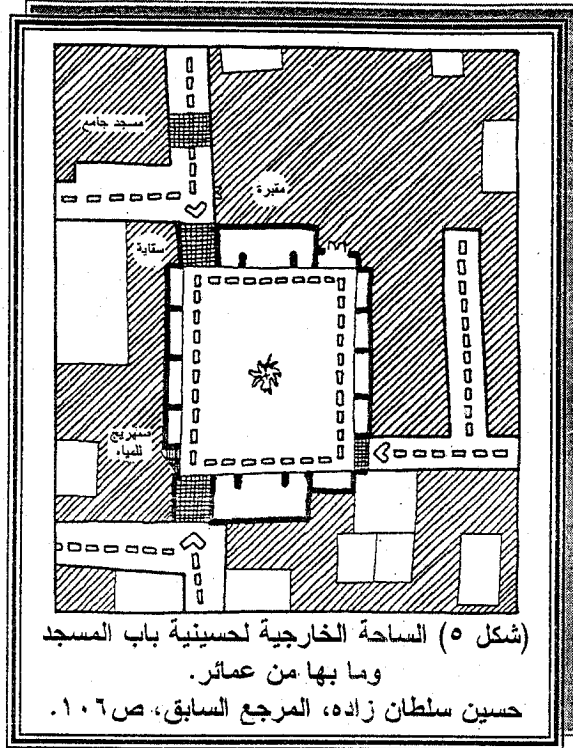 مسجد جامع
مقبرة
سقاية
صهريج
للمياه
(شكل ٥) الساحة الخارجية لحسينية باب المسجد
وما بها من عمائر.
حسين سلطان زاده، المرجع السابق، ص١٠٦.